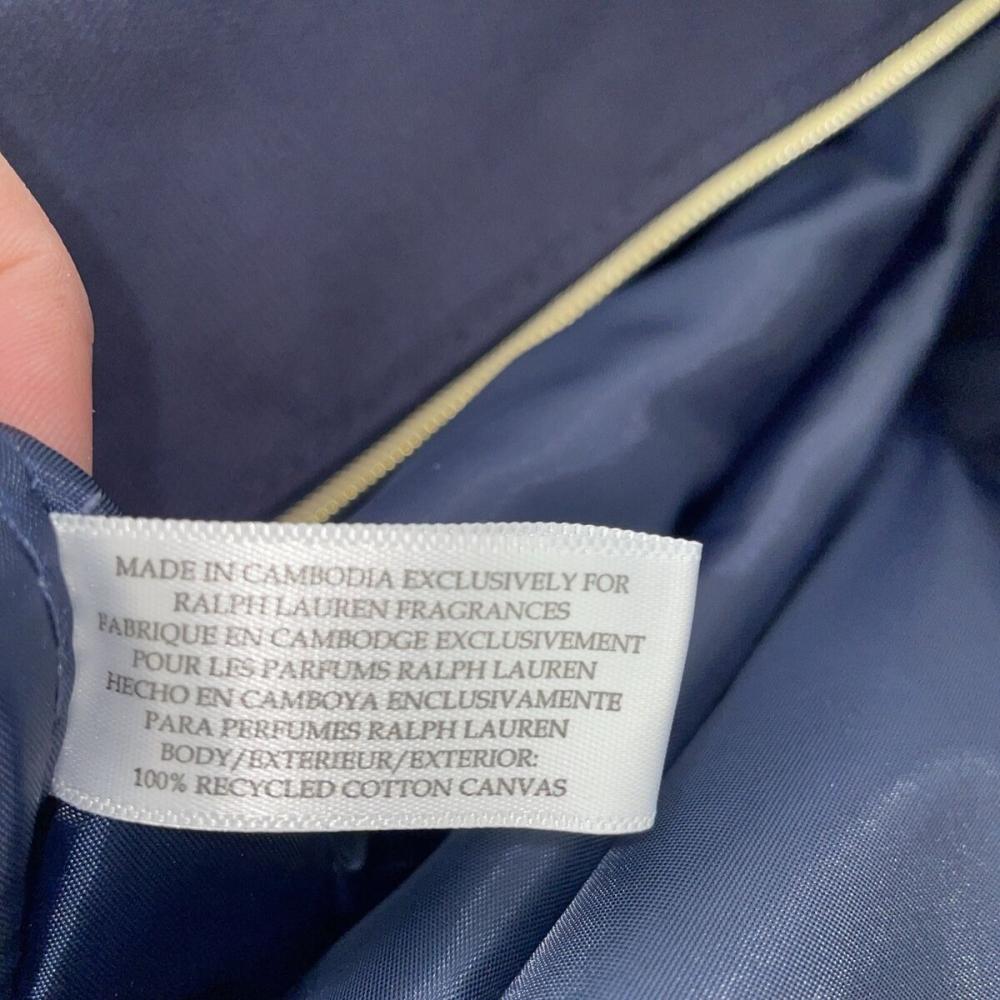 MADE IN CAMBODIA EXCLUSIVELY FOR
RALPH LAUREN FRAGRANCES
FABRIQUE EN CAMBODGE EXCLUSIVEMENT
POUR LES PARFUMS RALPH LAUREN
HECHO EN CAMBOYA ENCLUSIVAMENTE
PARA PERFUMES RALPH LAUREN
BODY/EXTERIEUR/EXTERIOR:
100% RECYCLED COTTON CANVAS